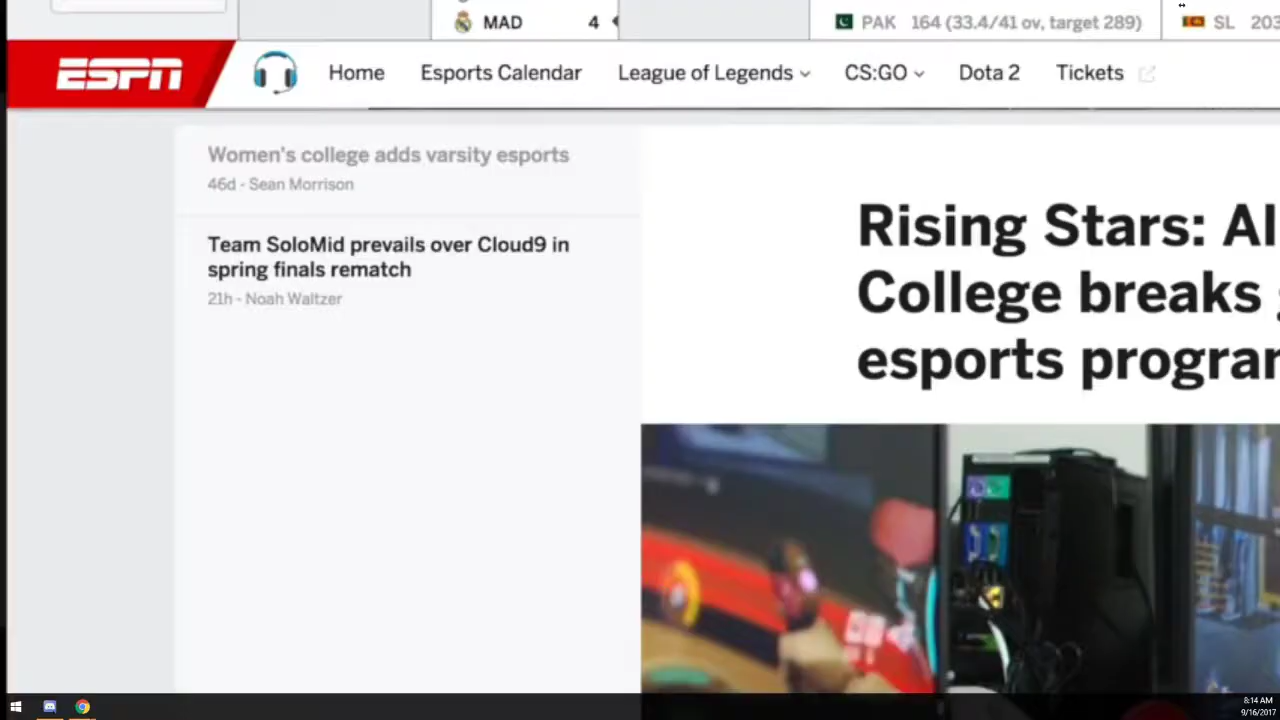 MAD 4
PAK 164 (33.4/41 ov, target 289)
SL 203
ESPN
Home
Esports Calendar
League of Legends
CS:GO
Dota 2
Tickets
Women's college adds varsity esports
46d - Sean Morrison
Team SoloMid prevails over Cloud9 in
spring finals rematch
21h - Noah Waltzer
Rising Stars: Al
College breaks
esports progra
8:14 AM
9/16/2017